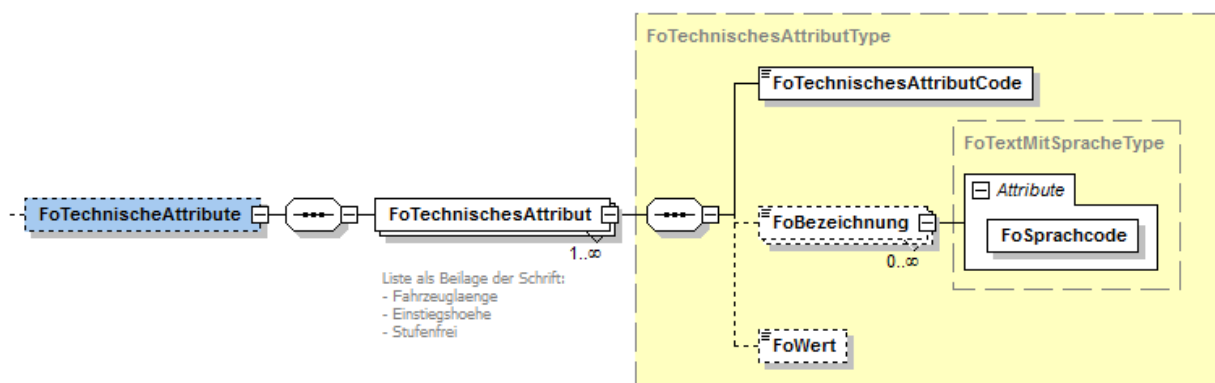 FoTechnischesAttributType
FoTechnischesAttributCode
FoTextMitSpracheType
Attribute
FoTechnischeAttribute
FoTechnischesAttribut
FoBezeichnung
FoSprachcode
1..∞
0..∞
Liste als Beilage der Schrift:
- Fahrzeuglaenge
- Einstiegshoehe
- Stufenfrei
FoWert